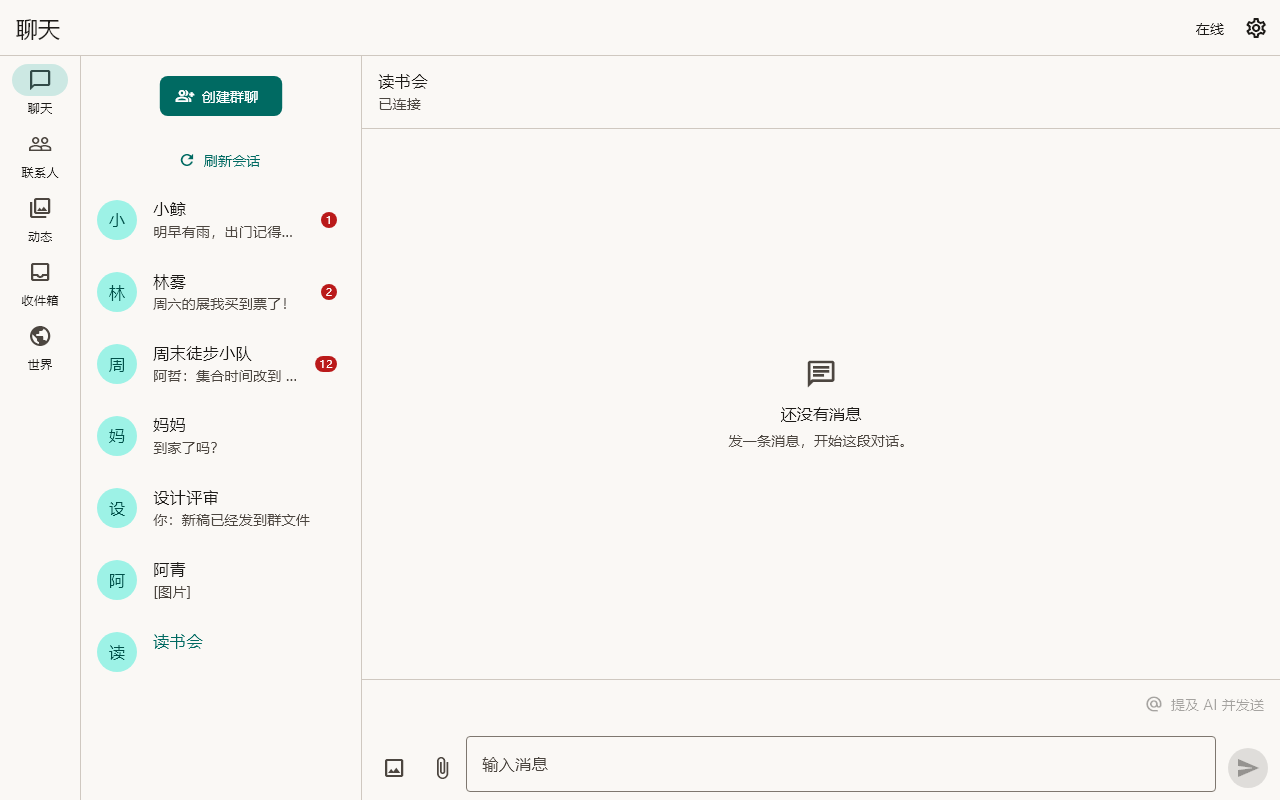 聊天
在线
聊天
联系人
动态
收件箱
世界
创建群聊
刷新会话
小鲸
明早有雨，出门记得...
1
林雾
周六的展我买到票了！
2
周末徒步小队
阿哲：集合时间改到 ...
12
妈妈
到家了吗？
设计评审
你：新稿已经发到群文件
阿青
[图片]
读书会
小
林
周
妈
设
阿
读
读书会
已连接
还没有消息
发一条消息，开始这段对话。
提及 AI 并发送
输入消息